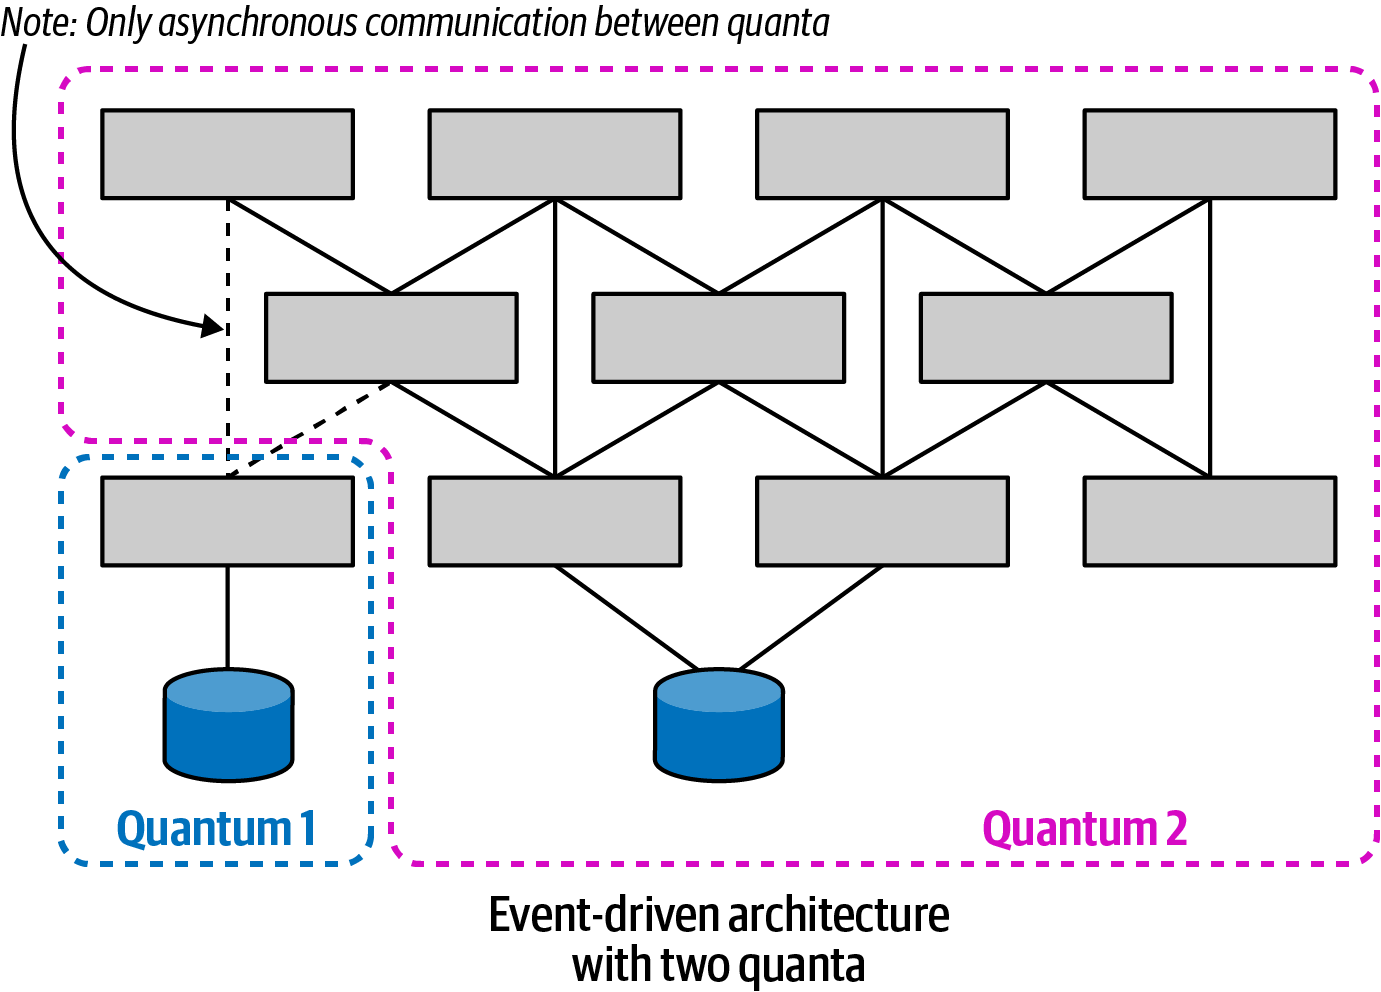 Note: Only asynchronous communication between quanta
Quantum 1
Quantum 2
Event-driven architecture
with two quanta